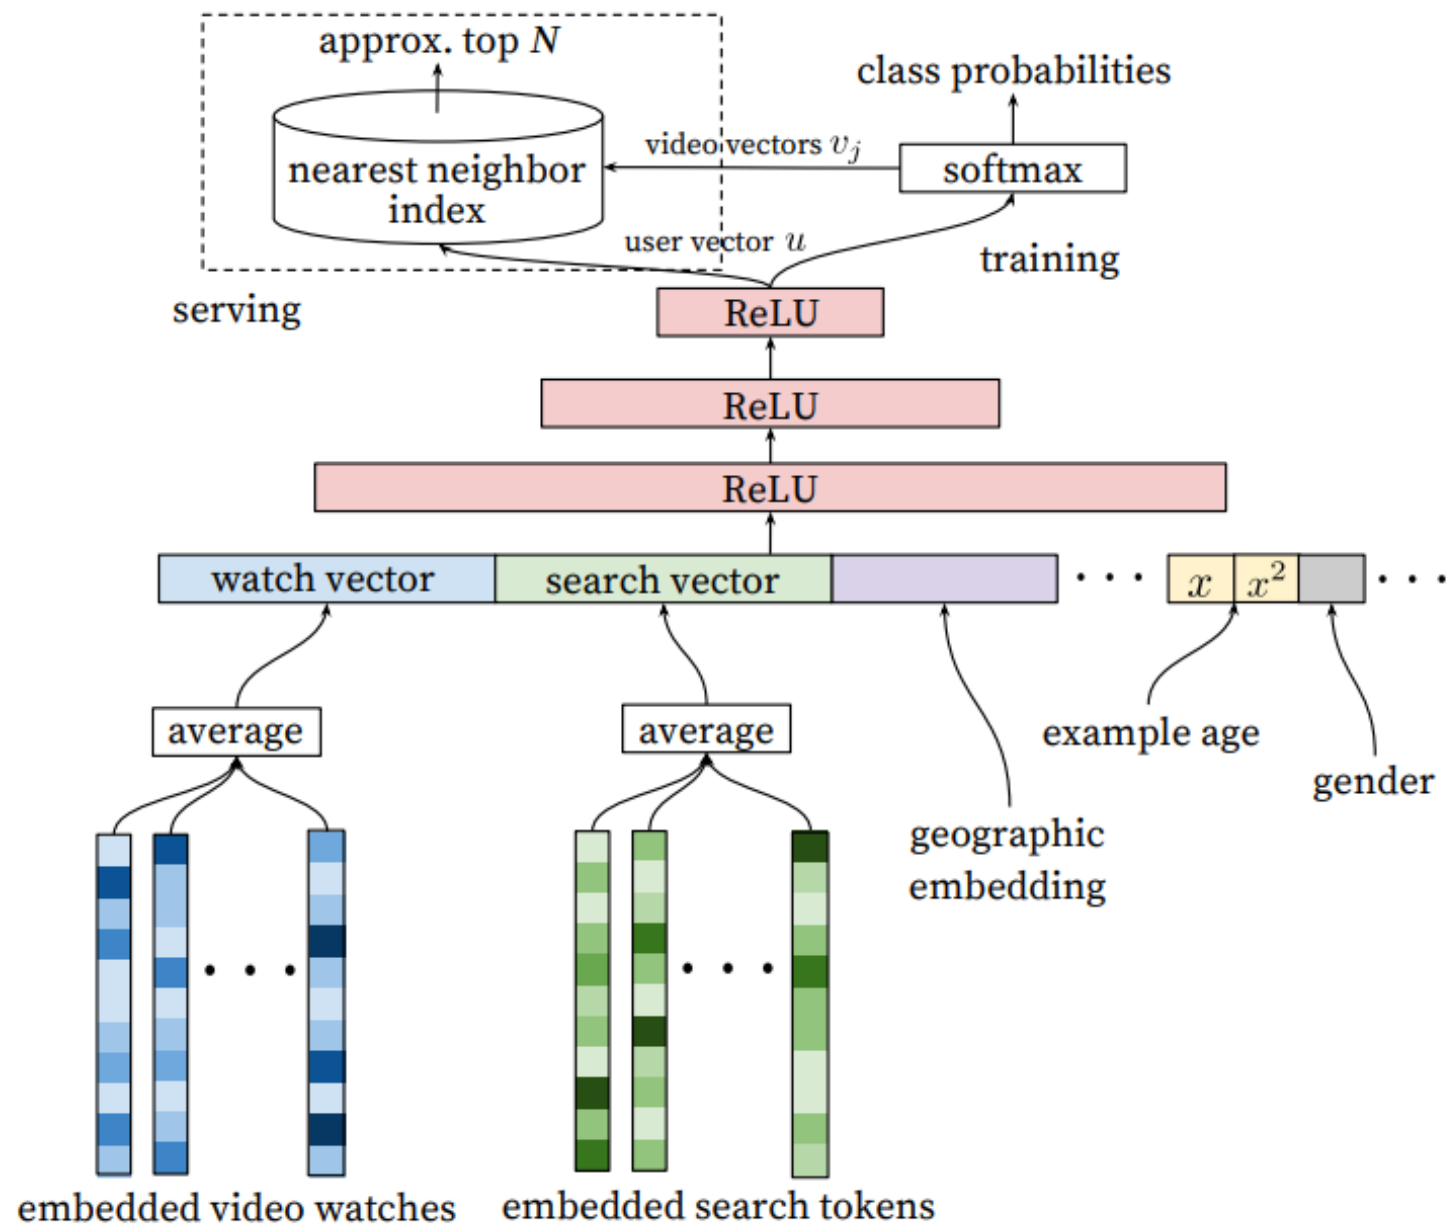 approx. top N
class probabilities
video vectors v_j
nearest neighbor
index
softmax
user vector u
training
serving
ReLU
ReLU
ReLU
watch vector
search vector
. . .
x
x²
. . .
average
average
example age
gender
geographic
embedding
. . .
. . .
embedded video watches
embedded search tokens